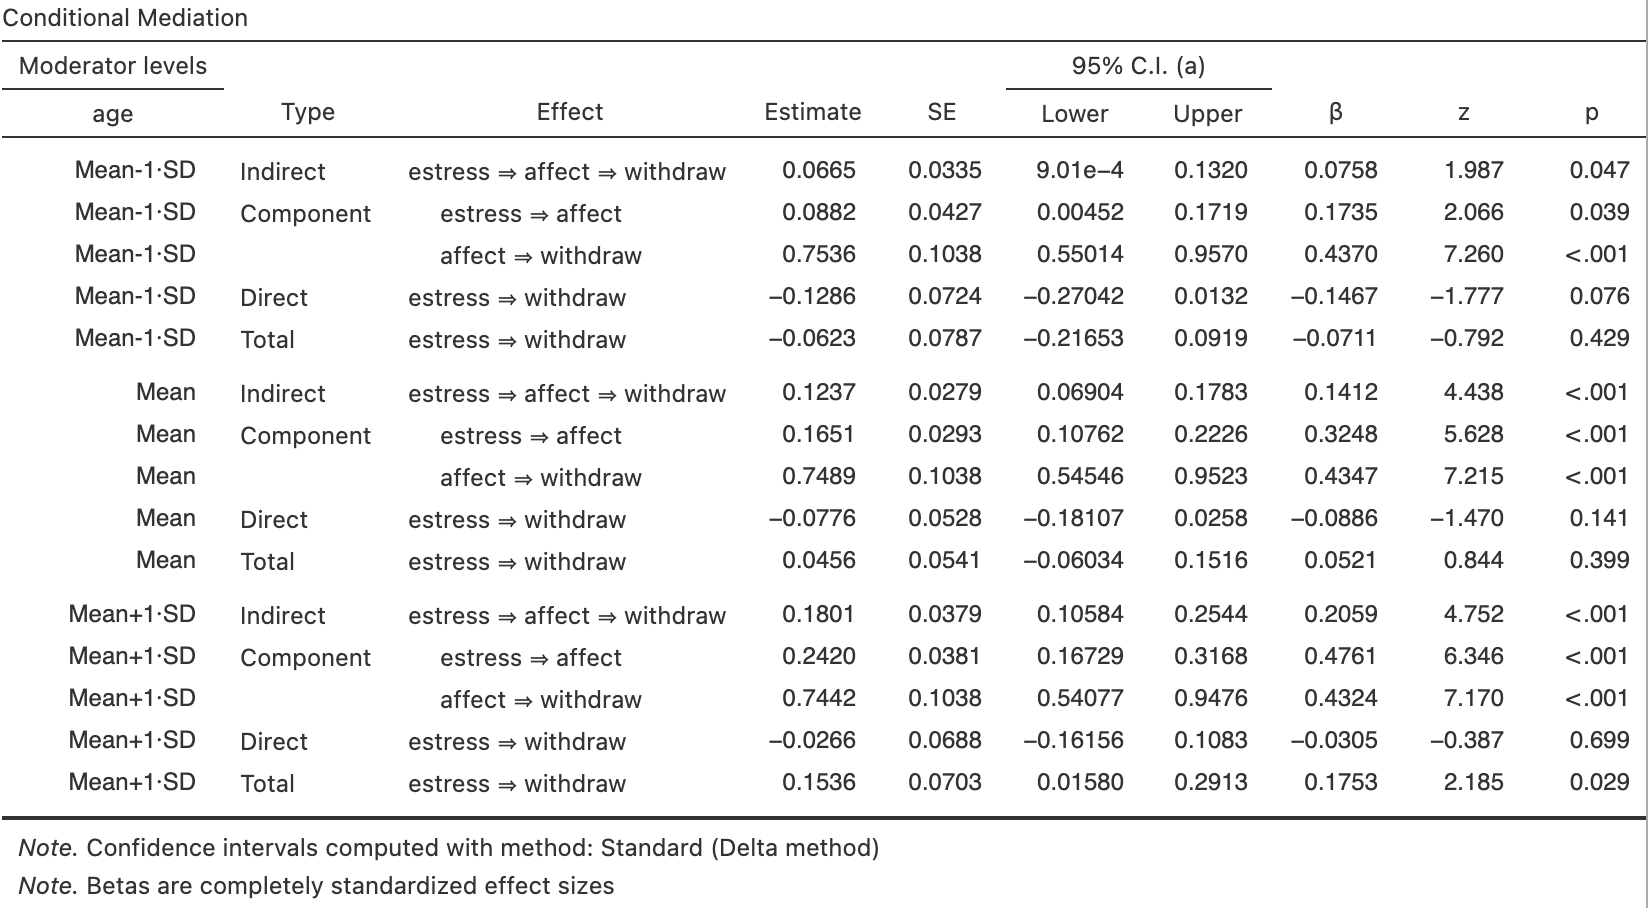 Conditional Mediation
Moderator levels 95% C.I. (a)
age Type Effect Estimate SE Lower Upper β z p
Mean-1·SD Indirect estress ⇒ affect ⇒ withdraw 0.0665 0.0335 9.01e−4 0.1320 0.0758 1.987 0.047
Mean-1·SD Component estress ⇒ affect 0.0882 0.0427 0.00452 0.1719 0.1735 2.066 0.039
Mean-1·SD affect ⇒ withdraw 0.7536 0.1038 0.55014 0.9570 0.4370 7.260 <.001
Mean-1·SD Direct estress ⇒ withdraw −0.1286 0.0724 −0.27042 0.0132 −0.1467 −1.777 0.076
Mean-1·SD Total estress ⇒ withdraw −0.0623 0.0787 −0.21653 0.0919 −0.0711 −0.792 0.429
Mean Indirect estress ⇒ affect ⇒ withdraw 0.1237 0.0279 0.06904 0.1783 0.1412 4.438 <.001
Mean Component estress ⇒ affect 0.1651 0.0293 0.10762 0.2226 0.3248 5.628 <.001
Mean affect ⇒ withdraw 0.7489 0.1038 0.54546 0.9523 0.4347 7.215 <.001
Mean Direct estress ⇒ withdraw −0.0776 0.0528 −0.18107 0.0258 −0.0886 −1.470 0.141
Mean Total estress ⇒ withdraw 0.0456 0.0541 −0.06034 0.1516 0.0521 0.844 0.399
Mean+1·SD Indirect estress ⇒ affect ⇒ withdraw 0.1801 0.0379 0.10584 0.2544 0.2059 4.752 <.001
Mean+1·SD Component estress ⇒ affect 0.2420 0.0381 0.16729 0.3168 0.4761 6.346 <.001
Mean+1·SD affect ⇒ withdraw 0.7442 0.1038 0.54077 0.9476 0.4324 7.170 <.001
Mean+1·SD Direct estress ⇒ withdraw −0.0266 0.0688 −0.16156 0.1083 −0.0305 −0.387 0.699
Mean+1·SD Total estress ⇒ withdraw 0.1536 0.0703 0.01580 0.2913 0.1753 2.185 0.029
Note. Confidence intervals computed with method: Standard (Delta method)
Note. Betas are completely standardized effect sizes